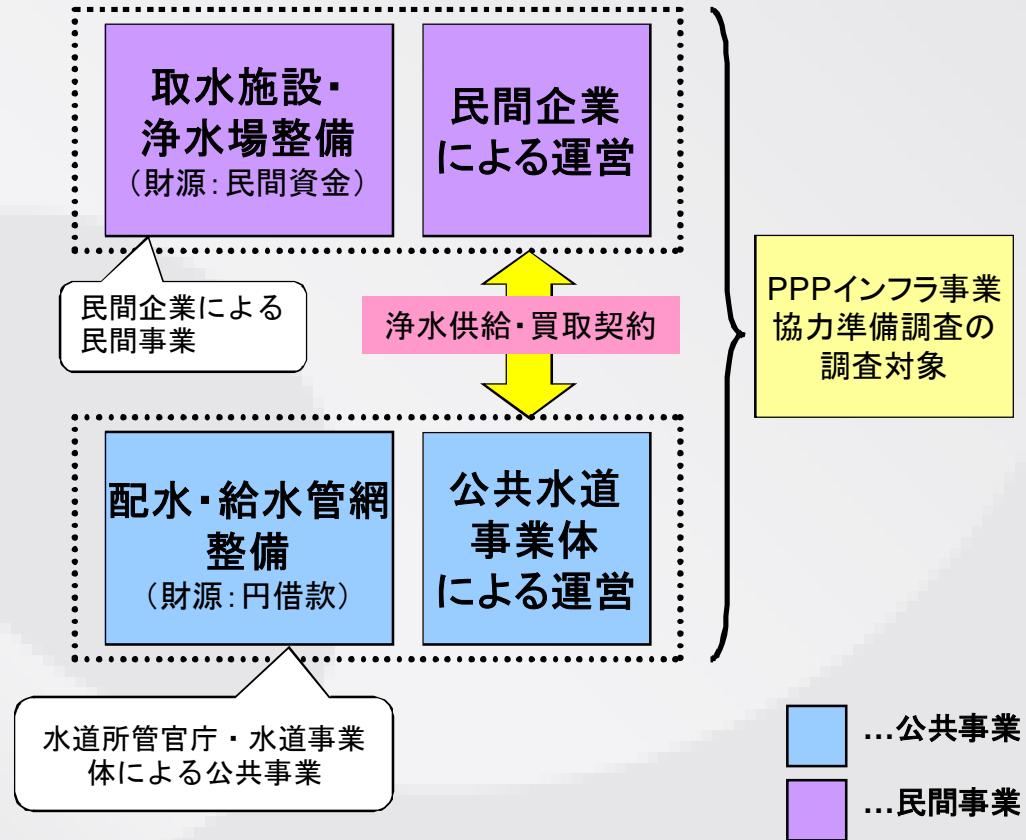 取水施設・
浄水場整備
（財源：民間資金）
民間企業
による運営
民間企業による
民間事業
浄水供給・買取契約
PPPインフラ事業
協力準備調査の
調査対象
配水・給水管網
整備
（財源：円借款）
公共水道
事業体
による運営
水道所管官庁・水道事業
体による公共事業
…公共事業
…民間事業